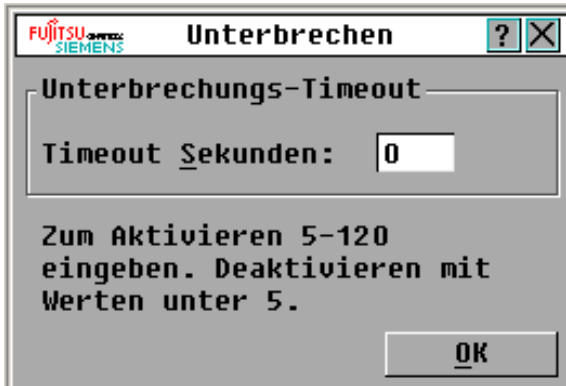 FUJITSU COMPUTERS
SIEMENS
Unterbrechen
?
Unterbrechungs-Timeout
Timeout Sekunden: 0
Zum Aktivieren 5-120
eingeben. Deaktivieren mit
Werten unter 5.
OK